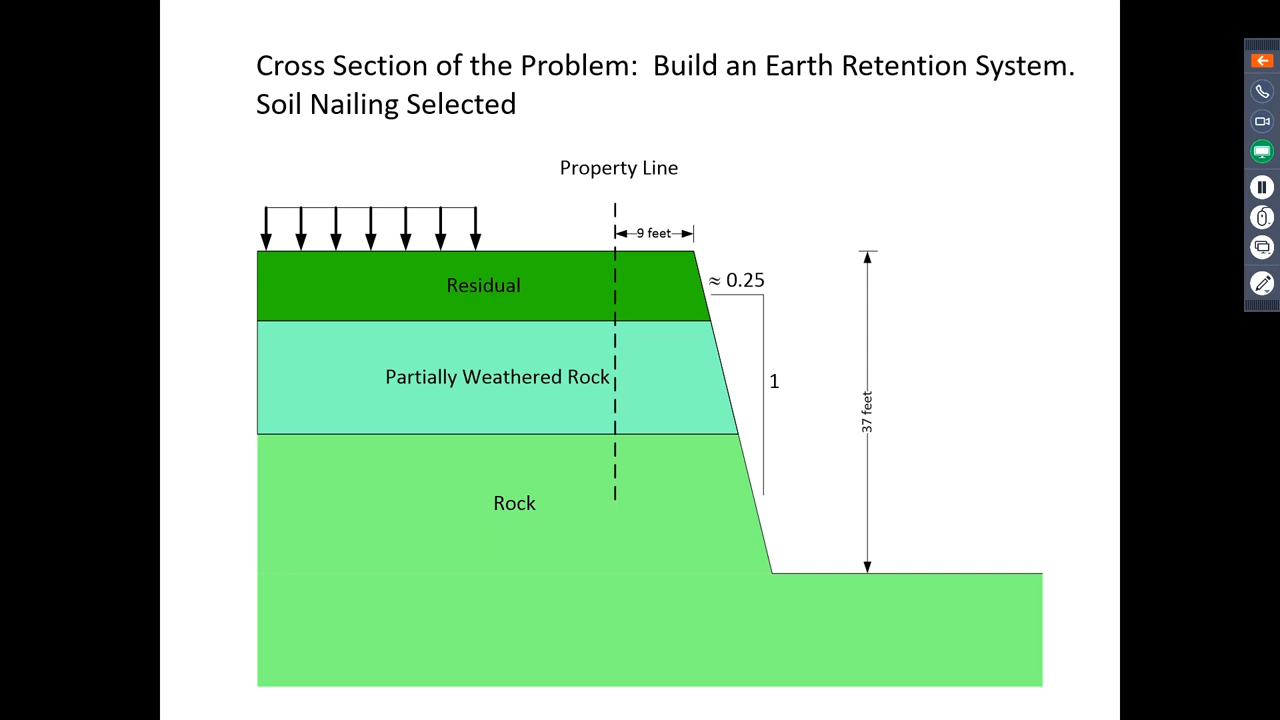 Cross Section of the Problem:  Build an Earth Retention System.
Soil Nailing Selected
Property Line
9 feet
Residual
≈ 0.25
Partially Weathered Rock
1
37 feet
Rock